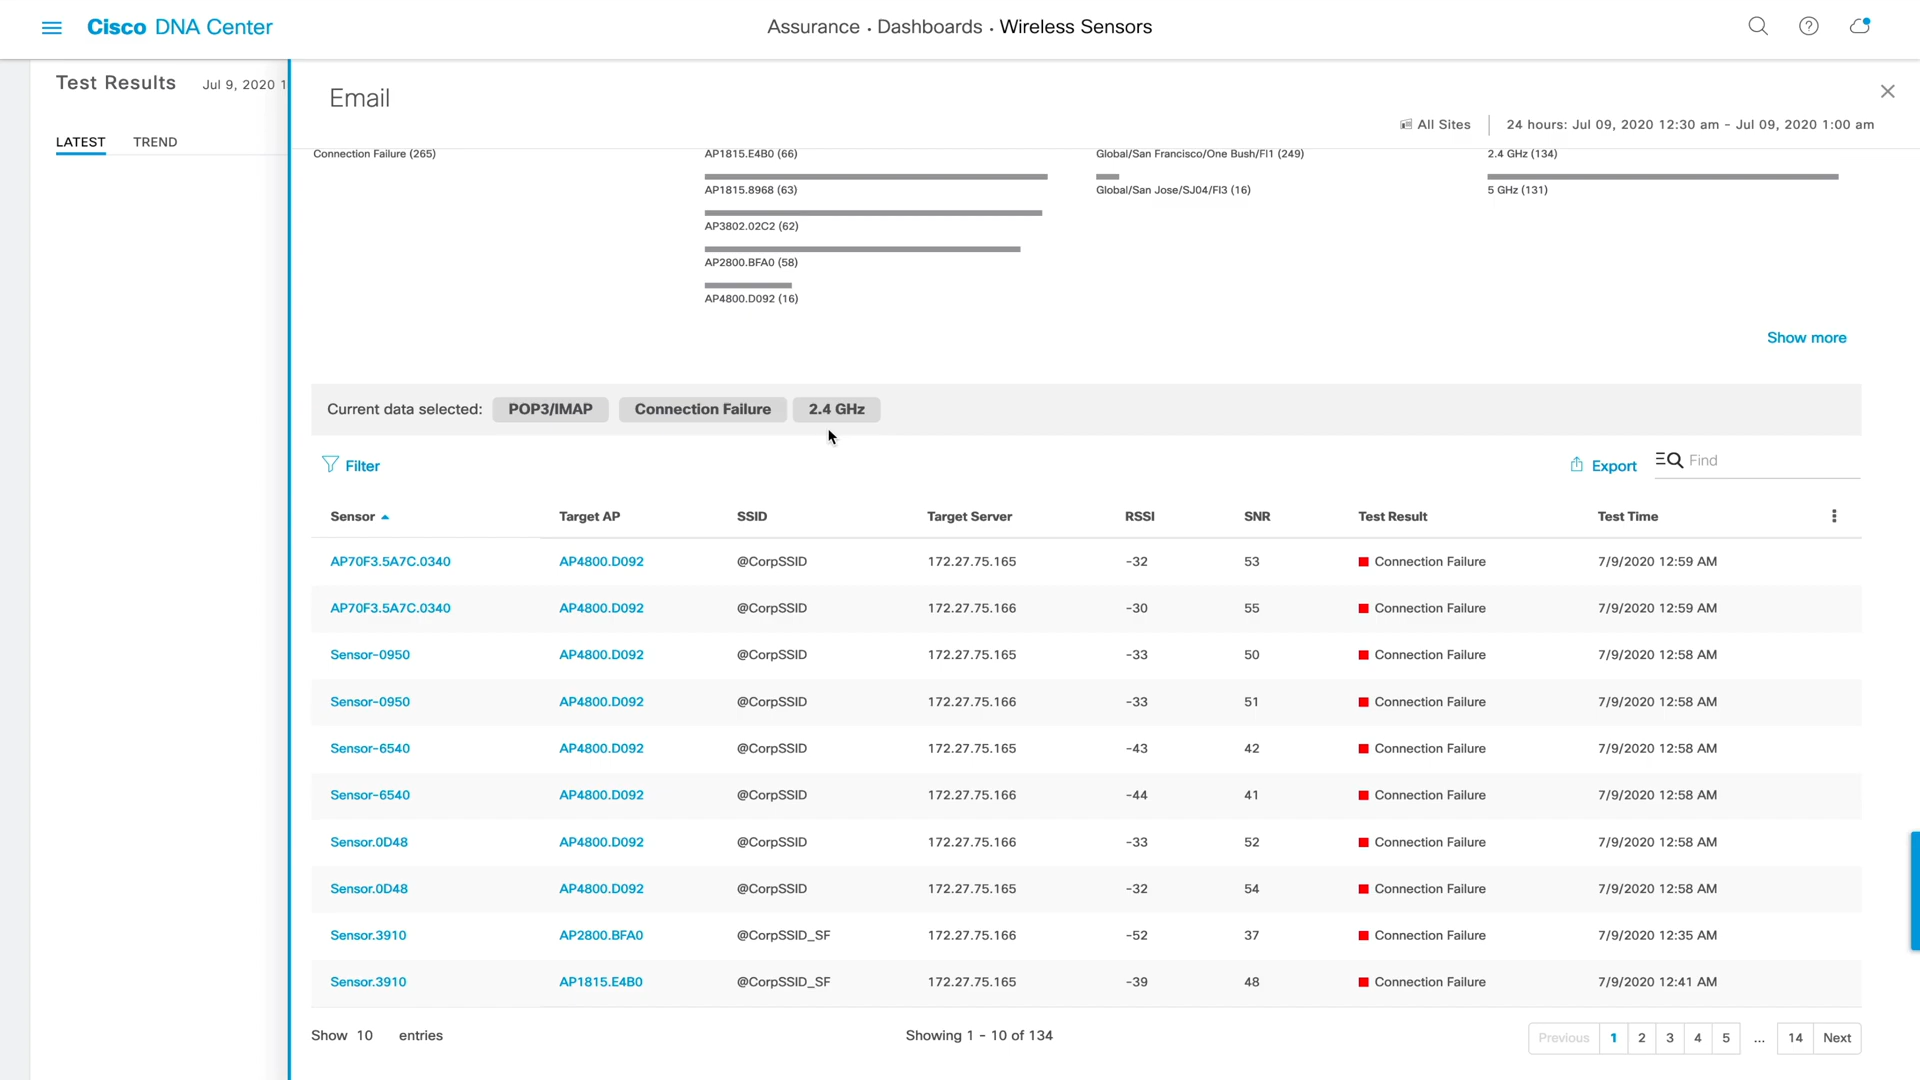 Cisco DNA Center
Assurance · Dashboards · Wireless Sensors
Test Results Jul 9, 2020 1
LATEST TREND
Email
All Sites 24 hours: Jul 09, 2020 12:30 am - Jul 09, 2020 1:00 am
Connection Failure (265) AP1815.E4B0 (66) Global/San Francisco/One Bush/Fl1 (249) 2.4 GHz (134)
AP1815.8968 (63) Global/San Jose/SJ04/Fl3 (16) 5 GHz (131)
AP3802.02C2 (62)
AP2800.BFA0 (58)
AP4800.D092 (16)
Show more
Current data selected: POP3/IMAP Connection Failure 2.4 GHz
Filter Export Find
Sensor Target AP SSID Target Server RSSI SNR Test Result Test Time
AP70F3.5A7C.0340 AP4800.D092 @CorpSSID 172.27.75.165 -32 53 Connection Failure 7/9/2020 12:59 AM
AP70F3.5A7C.0340 AP4800.D092 @CorpSSID 172.27.75.166 -30 55 Connection Failure 7/9/2020 12:59 AM
Sensor-0950 AP4800.D092 @CorpSSID 172.27.75.165 -33 50 Connection Failure 7/9/2020 12:58 AM
Sensor-0950 AP4800.D092 @CorpSSID 172.27.75.166 -33 51 Connection Failure 7/9/2020 12:58 AM
Sensor-6540 AP4800.D092 @CorpSSID 172.27.75.165 -43 42 Connection Failure 7/9/2020 12:58 AM
Sensor-6540 AP4800.D092 @CorpSSID 172.27.75.166 -44 41 Connection Failure 7/9/2020 12:58 AM
Sensor.0D48 AP4800.D092 @CorpSSID 172.27.75.166 -33 52 Connection Failure 7/9/2020 12:58 AM
Sensor.0D48 AP4800.D092 @CorpSSID 172.27.75.165 -32 54 Connection Failure 7/9/2020 12:58 AM
Sensor.3910 AP2800.BFA0 @CorpSSID_SF 172.27.75.166 -52 37 Connection Failure 7/9/2020 12:35 AM
Sensor.3910 AP1815.E4B0 @CorpSSID_SF 172.27.75.165 -39 48 Connection Failure 7/9/2020 12:41 AM
Show 10 entries Showing 1 - 10 of 134 Previous 1 2 3 4 5 ... 14 Next